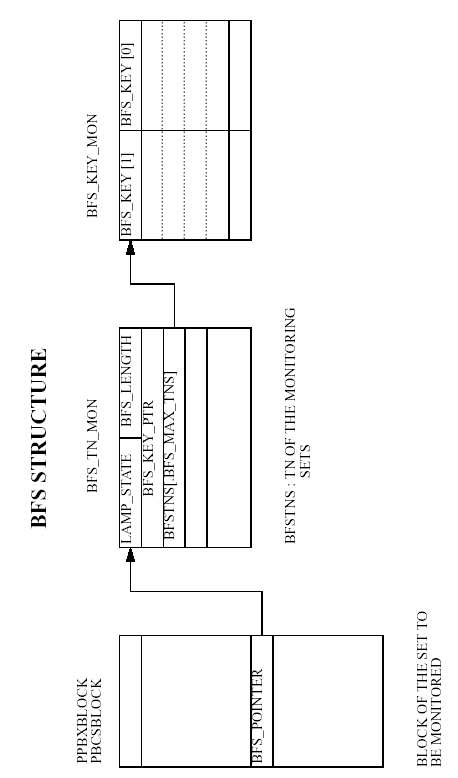 BFS STRUCTURE
PPBXBLOCK
PBCSBLOCK
BFS_POINTER
BLOCK OF THE SET TO
BE MONITORED
BFS_TN_MON
LAMP_STATE BFS_LENGTH
BFS_KEY_PTR
BFSTNS[.BFS_MAX_TNS]
BFSTNS : TN OF THE MONITORING
SETS
BFS_KEY_MON
BFS_KEY [1] BFS_KEY [0]